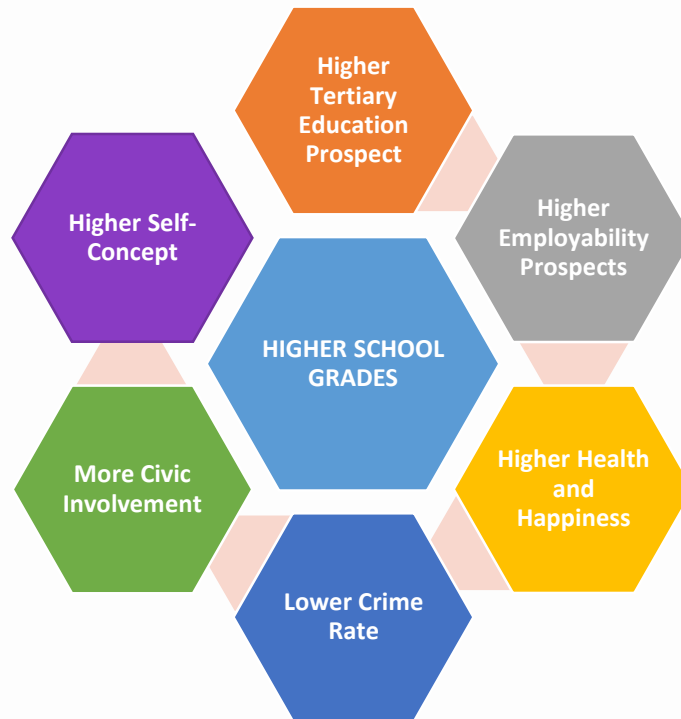 Higher
Tertiary
Education
Prospect
Higher Self-
Concept
Higher
Employability
Prospects
HIGHER SCHOOL
GRADES
More Civic
Involvement
Higher Health
and
Happiness
Lower Crime
Rate